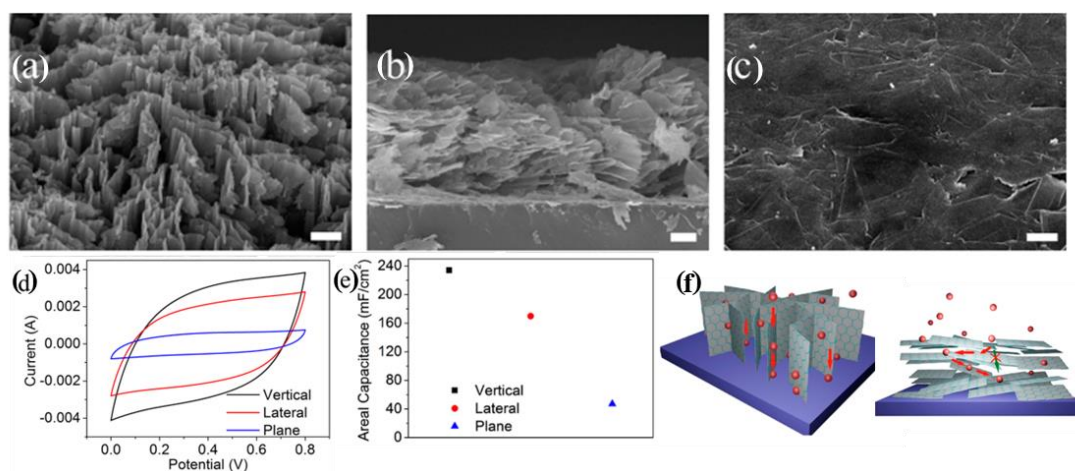 (a)
(b)
(c)
(d)
0.004
0.002
0.000
-0.002
-0.004
Current (A)
0.0 0.2 0.4 0.6 0.8
Potential (V)
Vertical
Lateral
Plane
(e)
240
200
160
120
80
40
0
Areal Capacitance (mF/cm²)
Vertical
Lateral
Plane
(f)